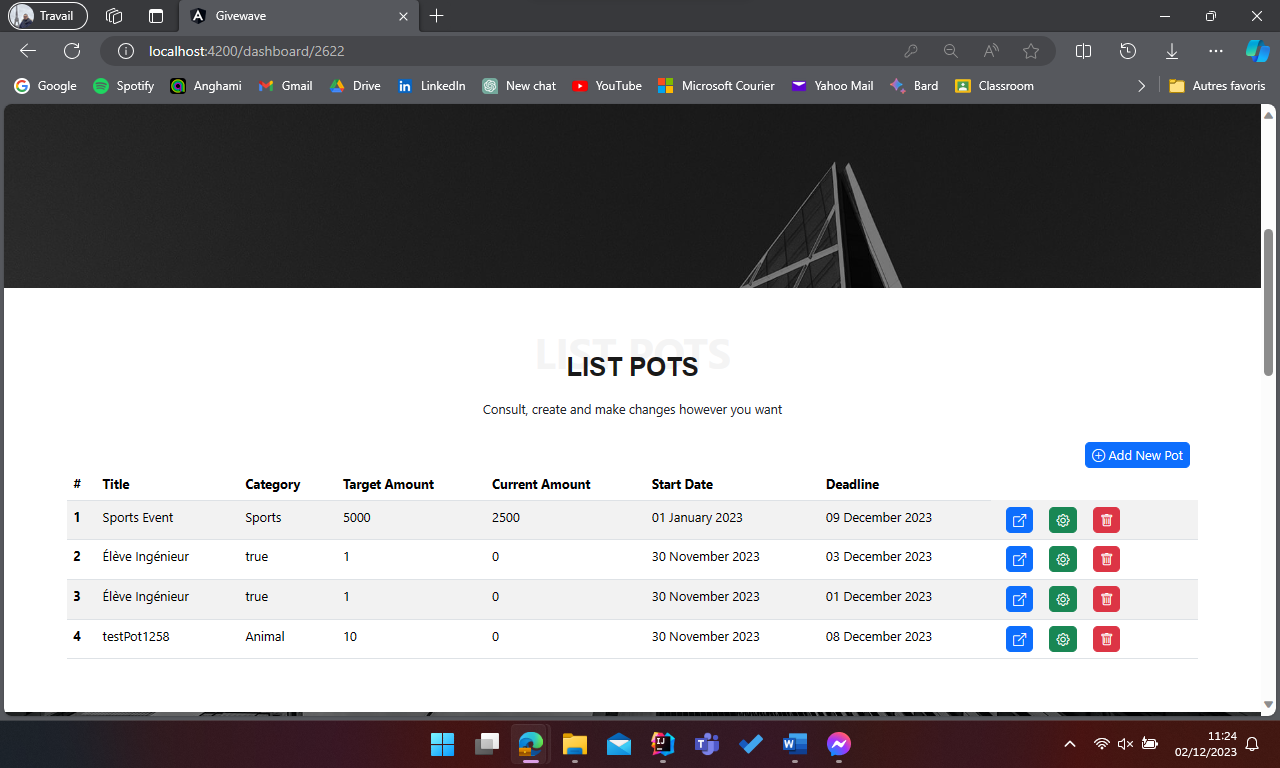 Travail
Givewave
localhost:4200/dashboard/2622
Google Spotify Anghami Gmail Drive LinkedIn New chat YouTube Microsoft Courier Yahoo Mail Bard Classroom Autres favoris
LIST POTS
LIST POTS
Consult, create and make changes however you want
Add New Pot
# Title Category Target Amount Current Amount Start Date Deadline
1 Sports Event Sports 5000 2500 01 January 2023 09 December 2023
2 Élève Ingénieur true 1 0 30 November 2023 03 December 2023
3 Élève Ingénieur true 1 0 30 November 2023 01 December 2023
4 testPot1258 Animal 10 0 30 November 2023 08 December 2023
11:24
02/12/2023